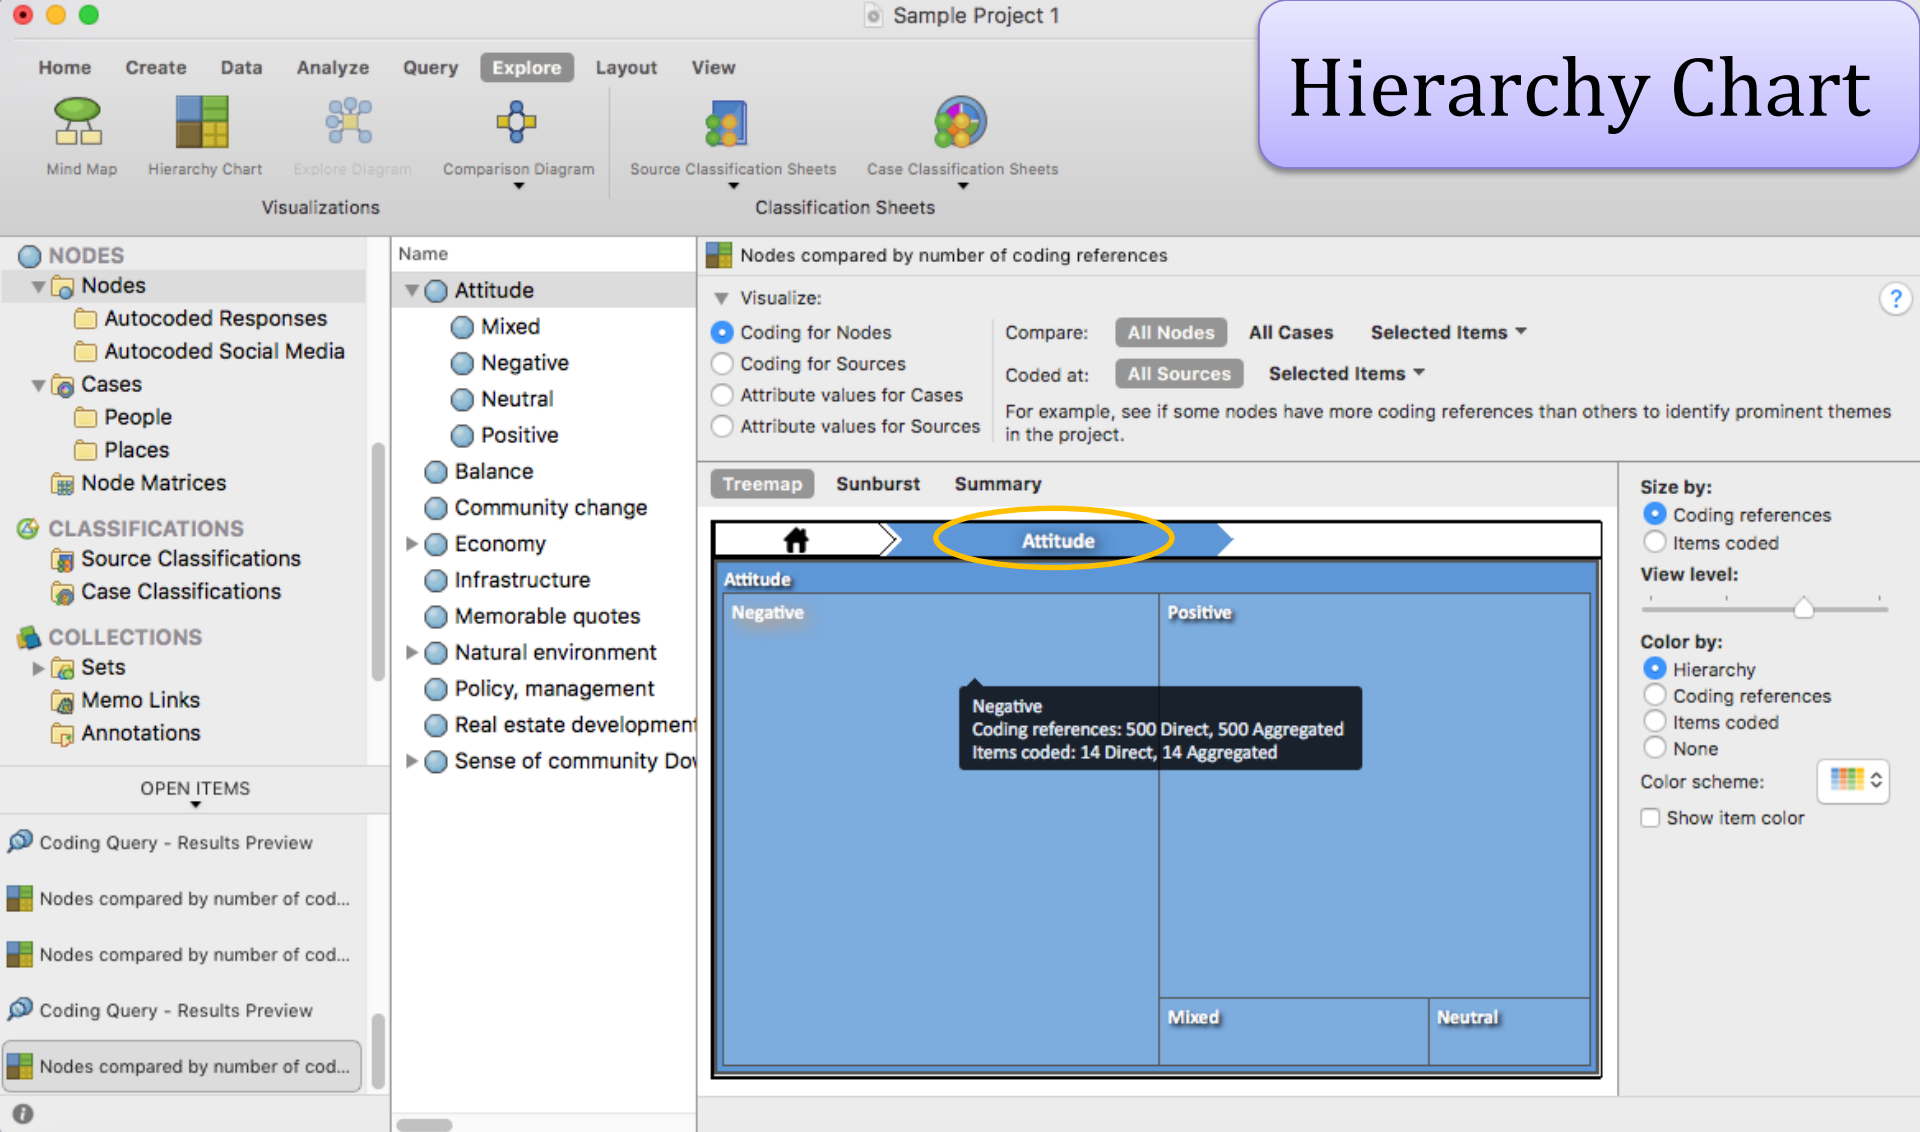 Sample Project 1
Hierarchy Chart
Home Create Data Analyze Query Explore Layout View
Mind Map Hierarchy Chart Explore Diagram Comparison Diagram Source Classification Sheets Case Classification Sheets
Visualizations Classification Sheets
NODES
Nodes
Autocoded Responses
Autocoded Social Media
Cases
People
Places
Node Matrices
CLASSIFICATIONS
Source Classifications
Case Classifications
COLLECTIONS
Sets
Memo Links
Annotations
OPEN ITEMS
Coding Query - Results Preview
Nodes compared by number of cod...
Nodes compared by number of cod...
Coding Query - Results Preview
Nodes compared by number of cod...
Name
Attitude
Mixed
Negative
Neutral
Positive
Balance
Community change
Economy
Infrastructure
Memorable quotes
Natural environment
Policy, management
Real estate development
Sense of community Dow
Nodes compared by number of coding references
Visualize:
?
Coding for Nodes
Coding for Sources
Attribute values for Cases
Attribute values for Sources
Compare: All Nodes All Cases Selected Items
Coded at: All Sources Selected Items
For example, see if some nodes have more coding references than others to identify prominent themes
in the project.
Treemap Sunburst Summary
Attitude
Attitude
Negative Positive
Negative
Coding references: 500 Direct, 500 Aggregated
Items coded: 14 Direct, 14 Aggregated
Mixed Neutral
Size by:
Coding references
Items coded
View level:
Color by:
Hierarchy
Coding references
Items coded
None
Color scheme:
Show item color